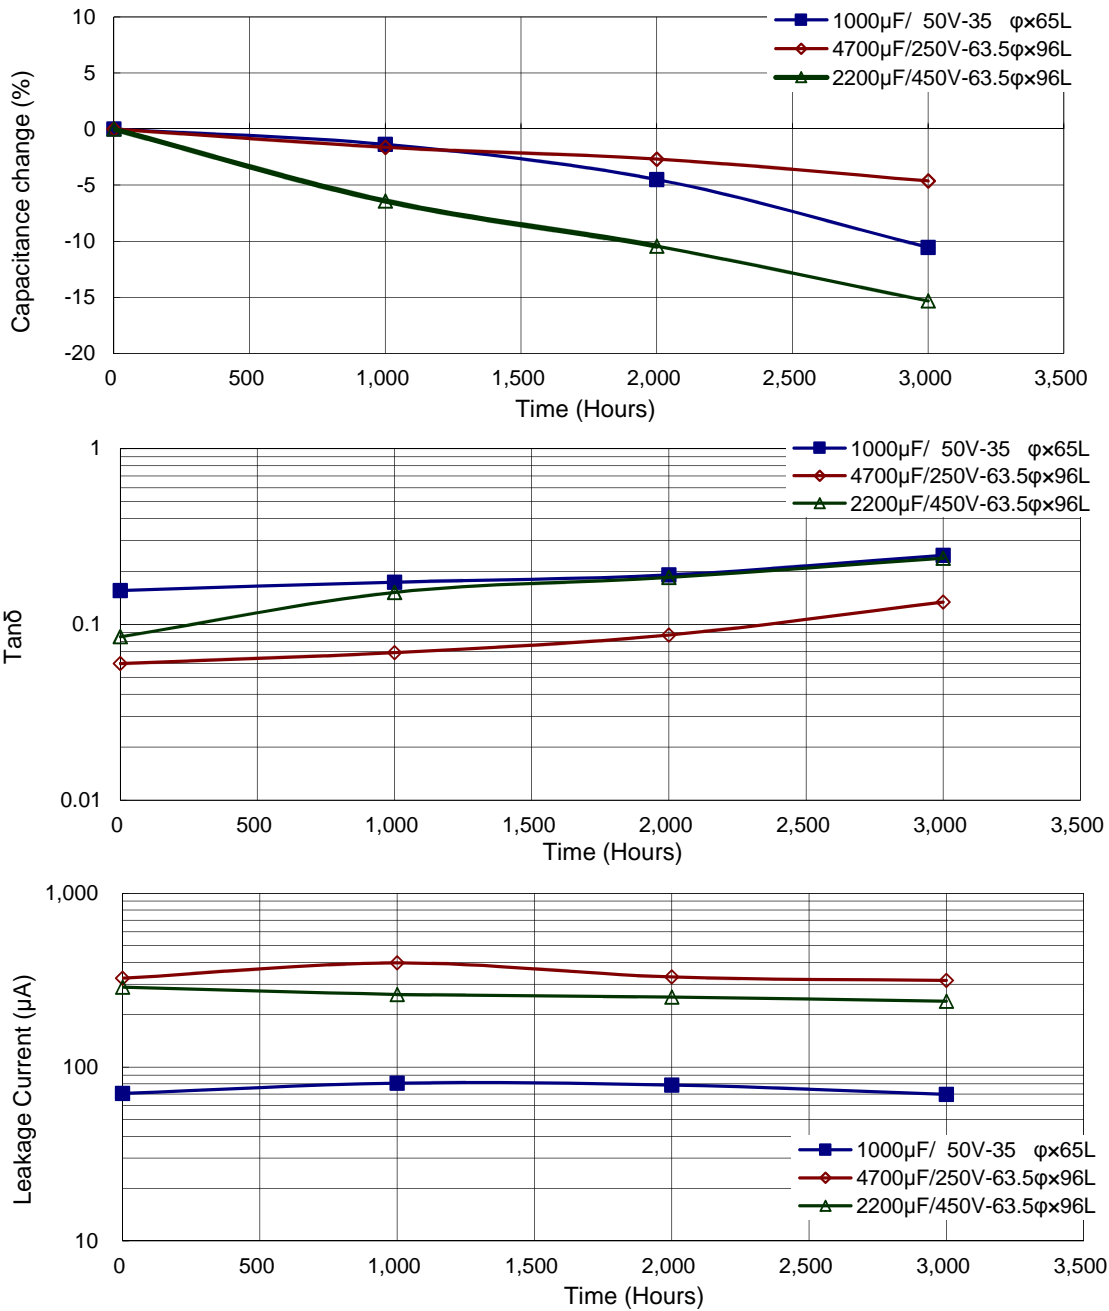 10
5
0
-5
-10
-15
-20
Capacitance change (%)
1000μF/ 50V-35 φ×65L
4700μF/250V-63.5φ×96L
2200μF/450V-63.5φ×96L
0 500 1,000 1,500 2,000 2,500 3,000 3,500
Time (Hours)
1
0.1
0.01
Tanδ
1000μF/ 50V-35 φ×65L
4700μF/250V-63.5φ×96L
2200μF/450V-63.5φ×96L
0 500 1,000 1,500 2,000 2,500 3,000 3,500
Time (Hours)
1,000
100
10
Leakage Current (μA)
1000μF/ 50V-35 φ×65L
4700μF/250V-63.5φ×96L
2200μF/450V-63.5φ×96L
0 500 1,000 1,500 2,000 2,500 3,000 3,500
Time (Hours)